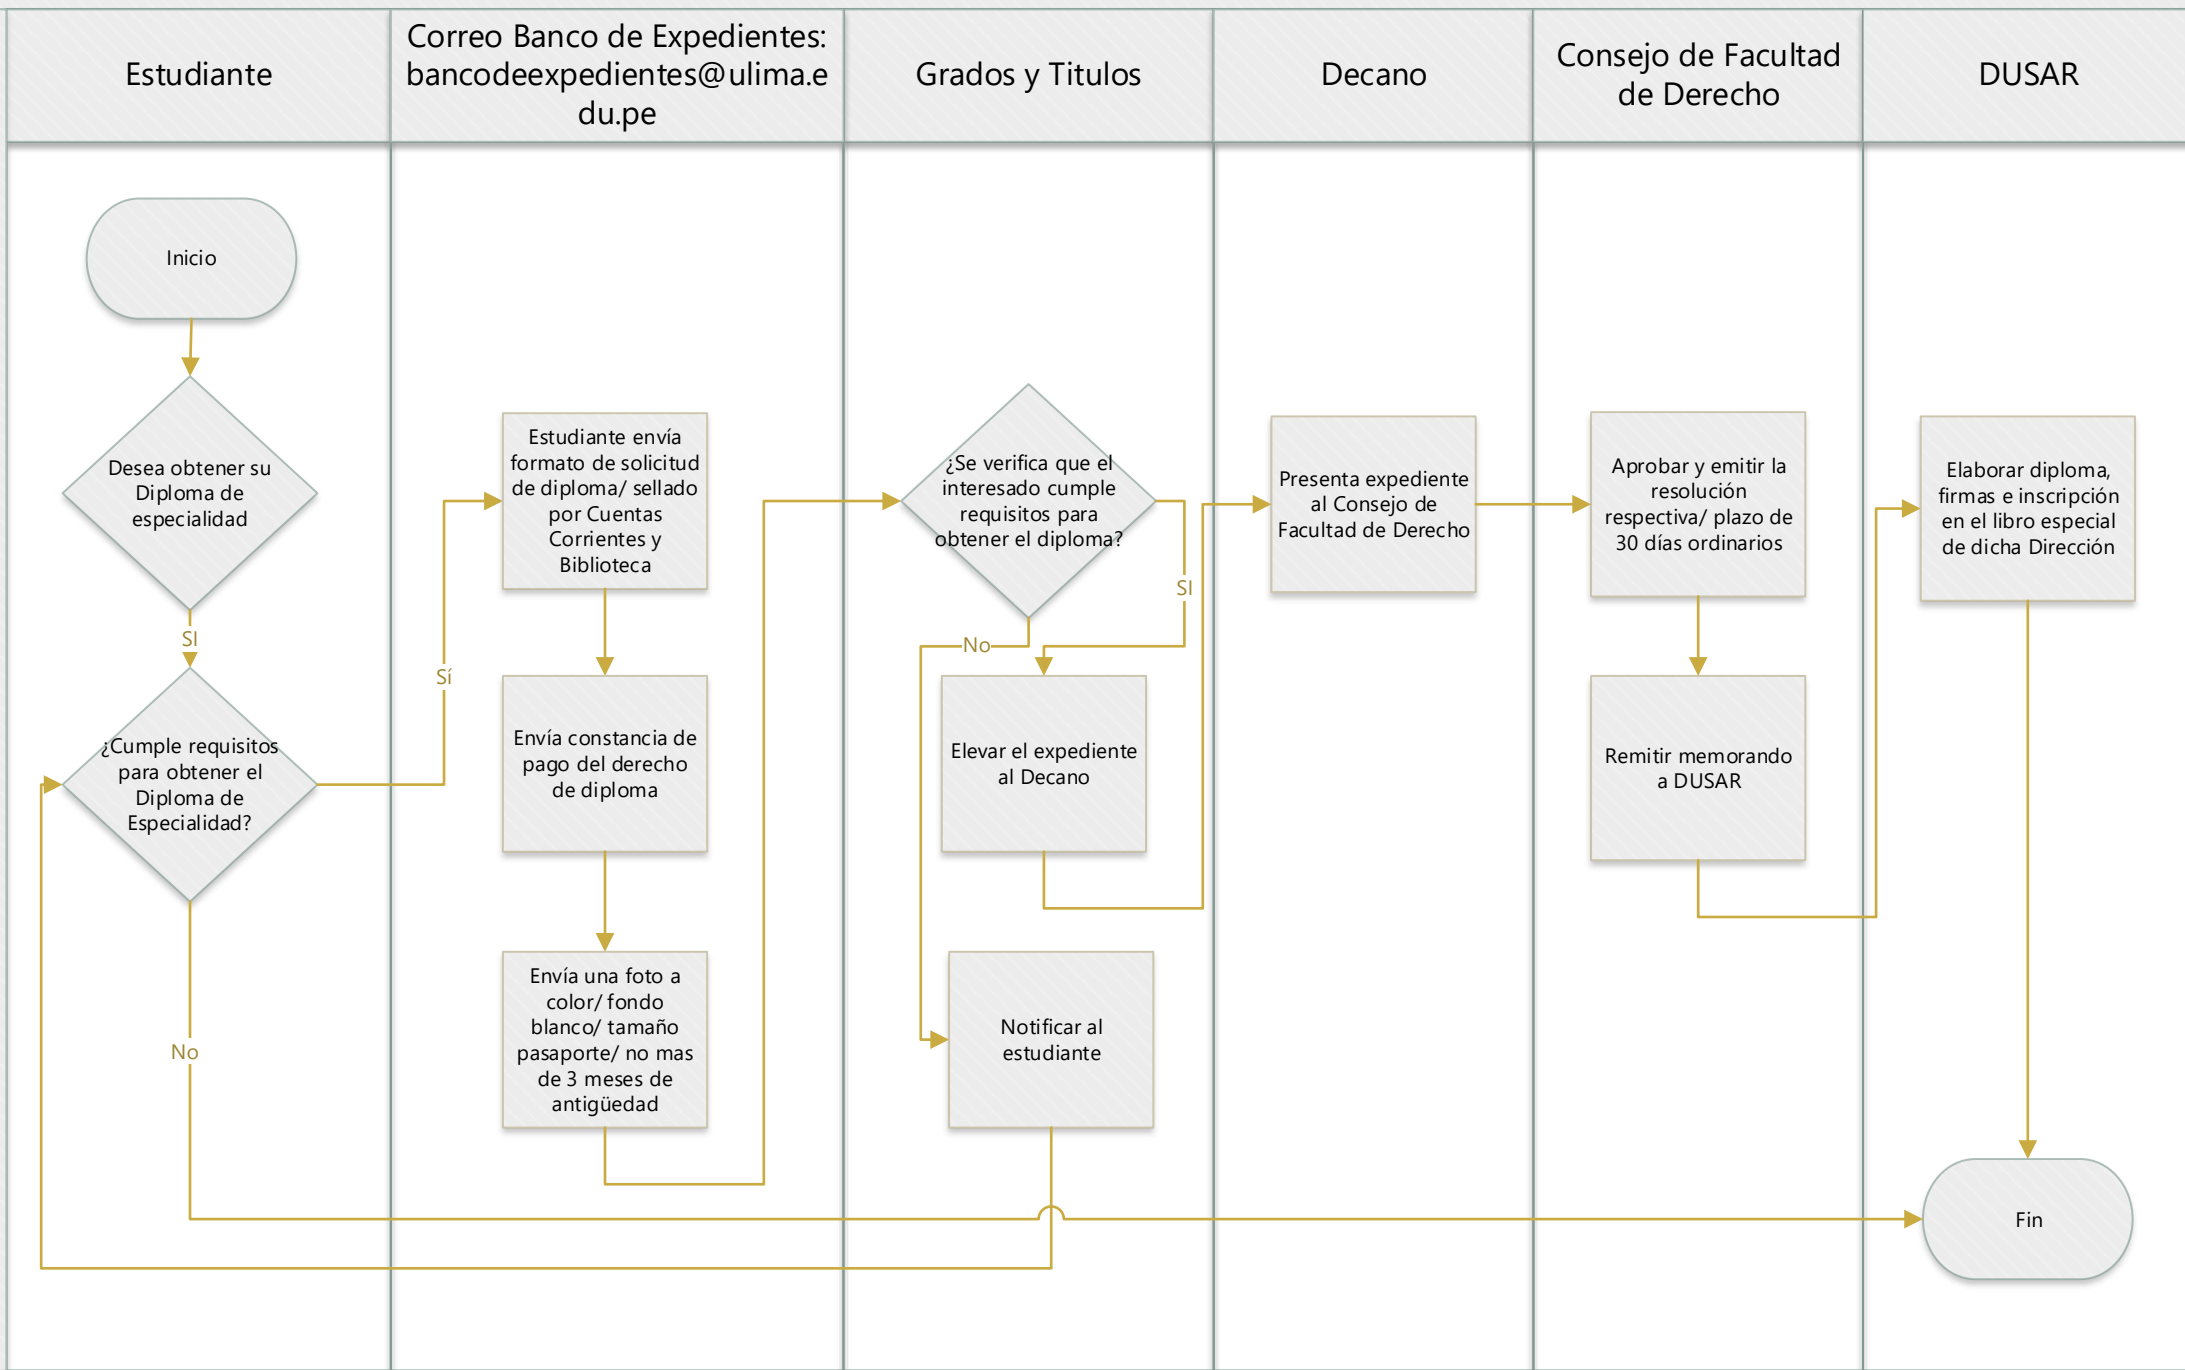 Estudiante
Correo Banco de Expedientes:
bancodeexpedientes@ulima.e
du.pe
Grados y Titulos
Decano
Consejo de Facultad
de Derecho
DUSAR
Inicio
Desea obtener su
Diploma de
especialidad
SI
¿Cumple requisitos
para obtener el
Diploma de
Especialidad?
Sí
No
Estudiante envía
formato de solicitud
de diploma/ sellado
por Cuentas
Corrientes y
Biblioteca
Envía constancia de
pago del derecho
de diploma
Envía una foto a
color/ fondo
blanco/ tamaño
pasaporte/ no mas
de 3 meses de
antigüedad
¿Se verifica que el
interesado cumple
requisitos para
obtener el diploma?
SI
No
Elevar el expediente
al Decano
Notificar al
estudiante
Presenta expediente
al Consejo de
Facultad de Derecho
Aprobar y emitir la
resolución
respectiva/ plazo de
30 días ordinarios
Remitir memorando
a DUSAR
Elaborar diploma,
firmas e inscripción
en el libro especial
de dicha Dirección
Fin